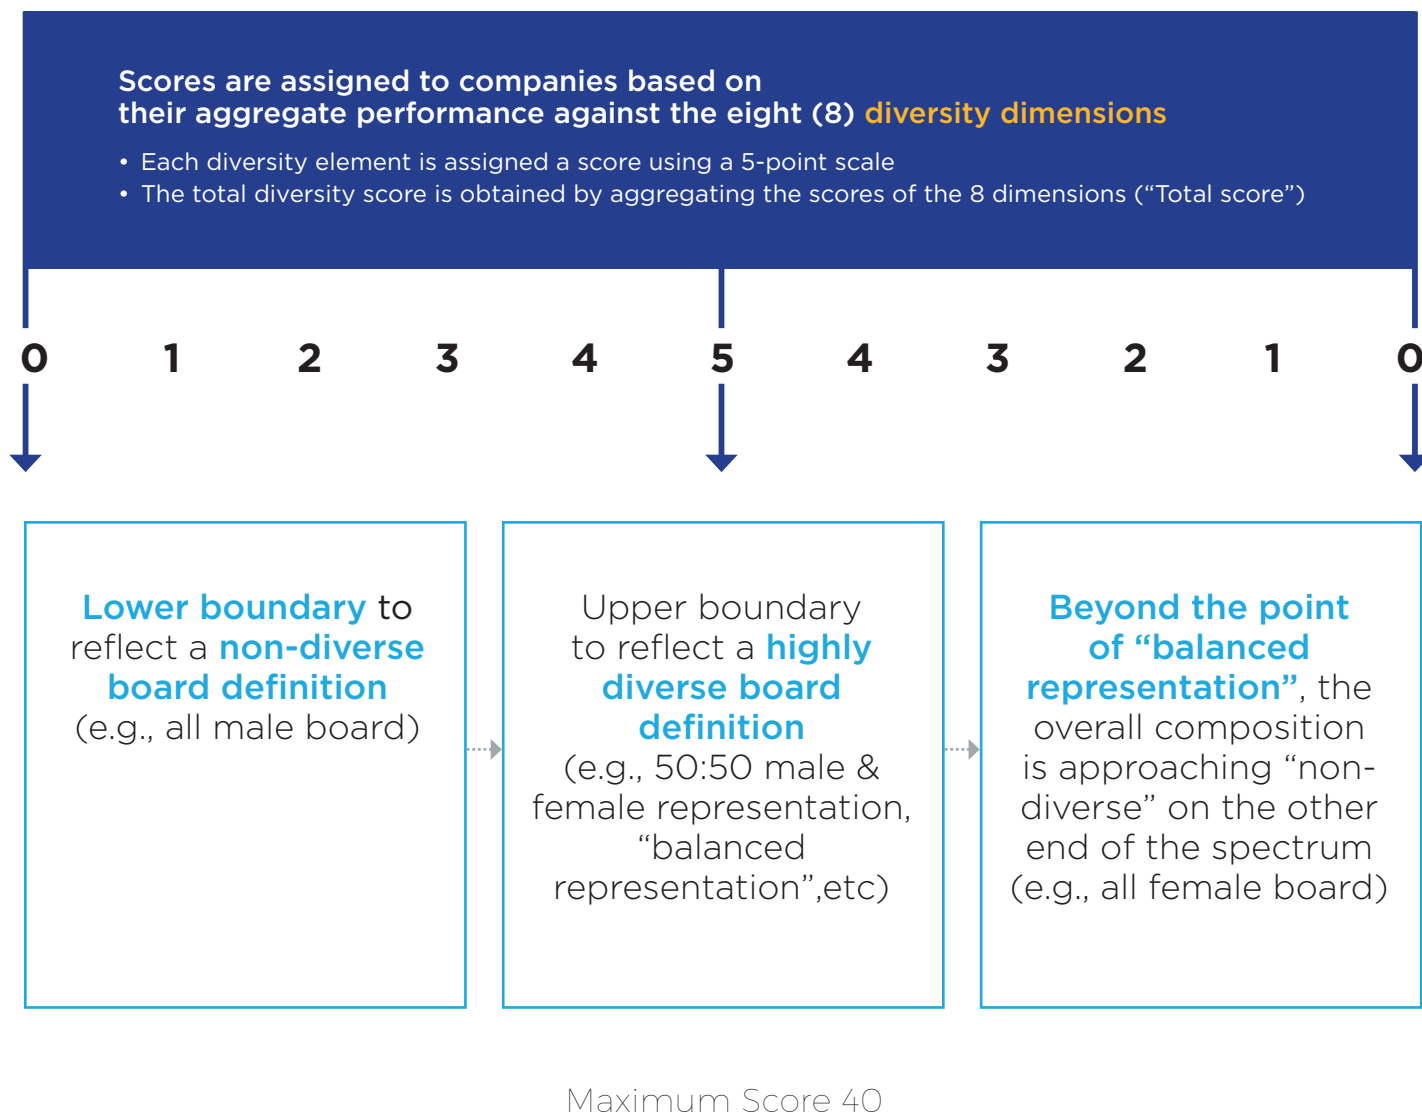 Scores are assigned to companies based on
their aggregate performance against the eight (8) diversity dimensions
• Each diversity element is assigned a score using a 5-point scale
• The total diversity score is obtained by aggregating the scores of the 8 dimensions (“Total score”)
0 1 2 3 4 5 4 3 2 1 0
Lower boundary to
reflect a non-diverse
board definition
(e.g., all male board)
Upper boundary
to reflect a highly
diverse board
definition
(e.g., 50:50 male &
female representation,
“balanced
representation”,etc)
Beyond the point
of “balanced
representation”, the
overall composition
is approaching “non-
diverse” on the other
end of the spectrum
(e.g., all female board)
Maximum Score 40